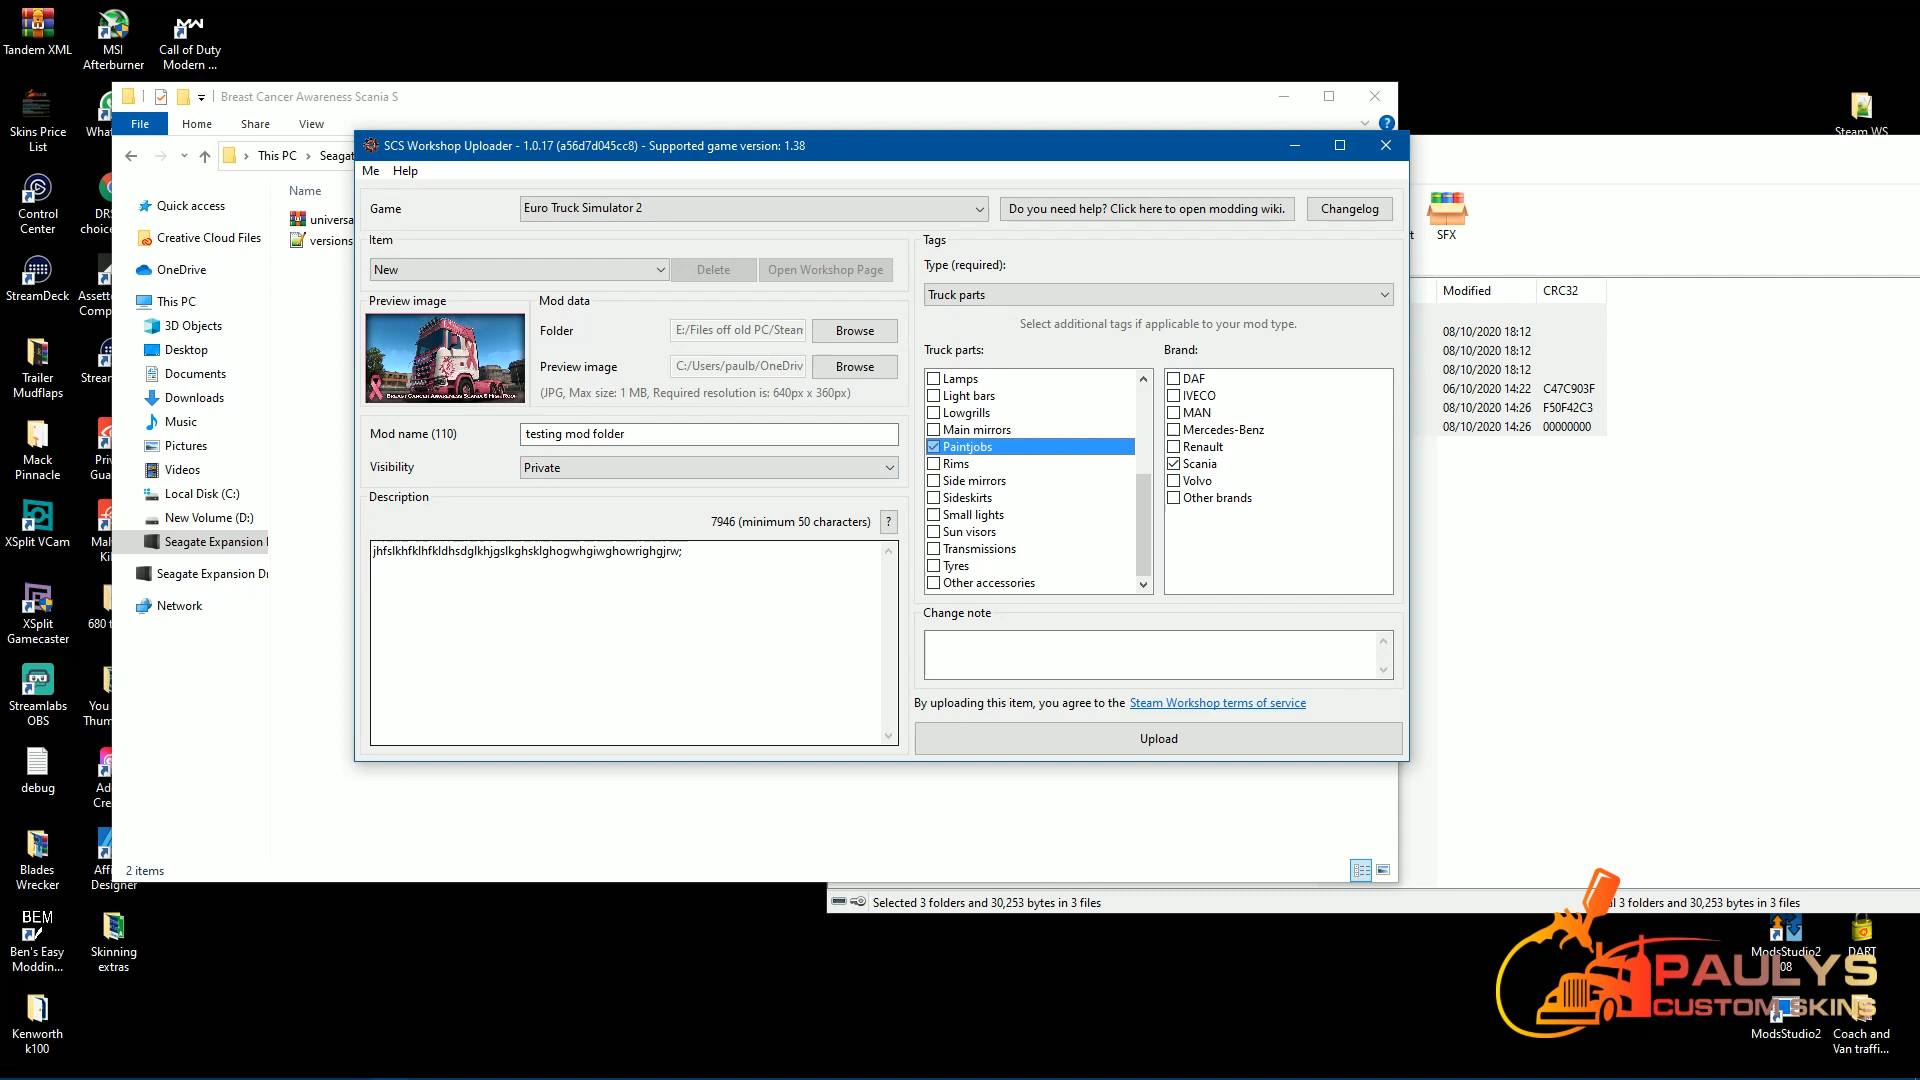 Tandem XML
MSI
Afterburner
Call of Duty
Modern ...
Skins Price
List
Control
Center
StreamDeck
Trailer
Mudflaps
Mack
Pinnacle
XSplit VCam
XSplit
Gamecaster
Streamlabs
OBS
debug
Blades
Wrecker
BEM
Ben's Easy
Moddin...
Skinning
extras
Kenworth
k100
Breast Cancer Awareness Scania S
File
Home
Share
View
This PC
Seagat
Name
universa
versions
Quick access
Creative Cloud Files
OneDrive
This PC
3D Objects
Desktop
Documents
Downloads
Music
Pictures
Videos
Local Disk (C:)
New Volume (D:)
Seagate Expansion
Seagate Expansion Dr
Network
2 items
SCS Workshop Uploader - 1.0.17 (a56d7d045cc8) - Supported game version: 1.38
Me
Help
Game
Euro Truck Simulator 2
Do you need help? Click here to open modding wiki.
Changelog
Item
New
Delete
Open Workshop Page
Preview image
Breast Cancer Awareness Scania S High Roof
Mod data
Folder
E:/Files off old PC/Stean
Browse
Preview image
C:/Users/paulb/OneDriv
Browse
(JPG, Max size: 1 MB, Required resolution is: 640px x 360px)
Mod name (110)
testing mod folder
Visibility
Private
Description
7946 (minimum 50 characters)
?
jhfslkhfklhfkldhsdglkhjgslkghsklghogwhgiwghowrighgjrw;
Tags
Type (required):
Truck parts
Select additional tags if applicable to your mod type.
Truck parts:
Lamps
Light bars
Lowgrills
Main mirrors
Paintjobs
Rims
Side mirrors
Sideskirts
Small lights
Sun visors
Transmissions
Tyres
Other accessories
Brand:
DAF
IVECO
MAN
Mercedes-Benz
Renault
Scania
Volvo
Other brands
Change note
By uploading this item, you agree to the Steam Workshop terms of service
Upload
Steam WS
SFX
Modified
CRC32
08/10/2020 18:12
08/10/2020 18:12
08/10/2020 18:12
06/10/2020 14:22 C47C903F
08/10/2020 14:26 F50F42C3
08/10/2020 14:26 00000000
Selected 3 folders and 30,253 bytes in 3 files
3 folders and 30,253 bytes in 3 files
ModsStudio2
08
DART
PAULYS
CUSTOM SKINS
ModsStudio2
Coach and
Van traffi...